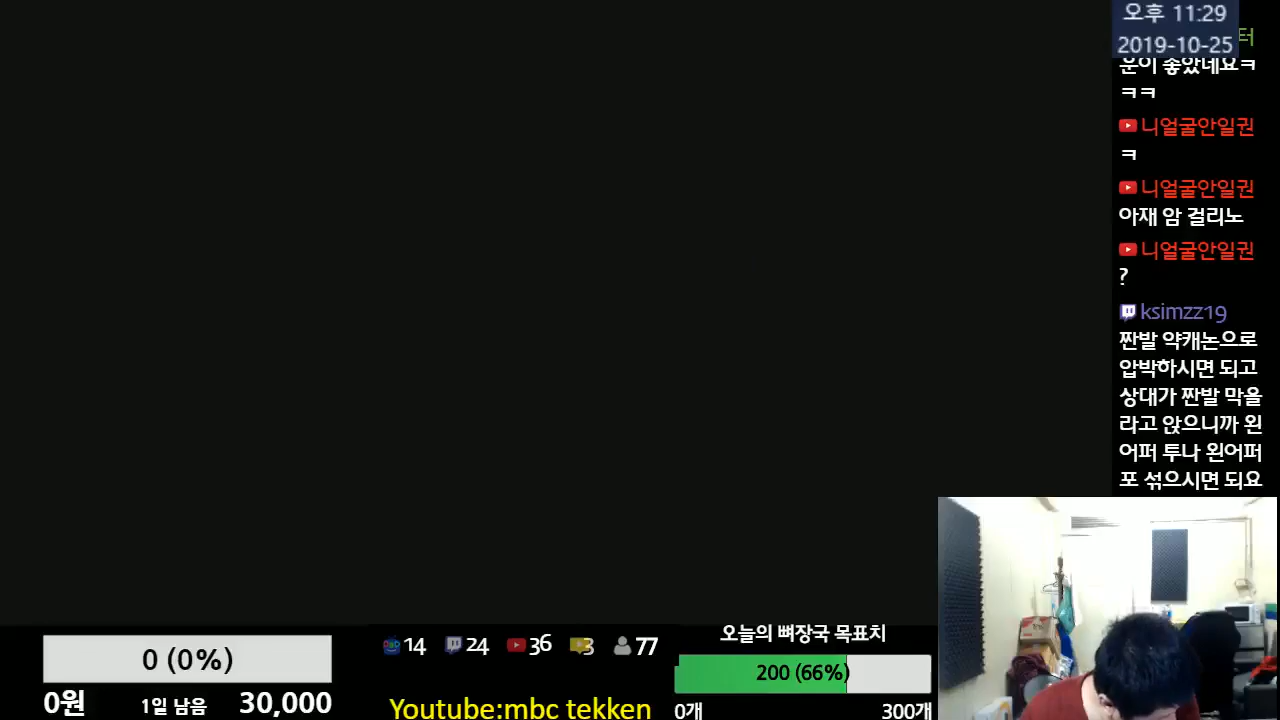 오후 11:29
2019-10-25
터
운이 좋았네요ㅋ
ㅋㅋ
니얼굴안일권
ㅋ
니얼굴안일권
아재 암 걸리노
니얼굴안일권
?
ksimzz19
짠발 약캐논으로
압박하시면 되고
상대가 짠발 막을
라고 앉으니까 왼
어퍼 투나 왼어퍼
포 섞으시면 되요
0 (0%)
0원 1일 남음 30,000
14 24 36 3 77
Youtube:mbc tekken
오늘의 뼈장국 목표치
200 (66%)
0개 300개